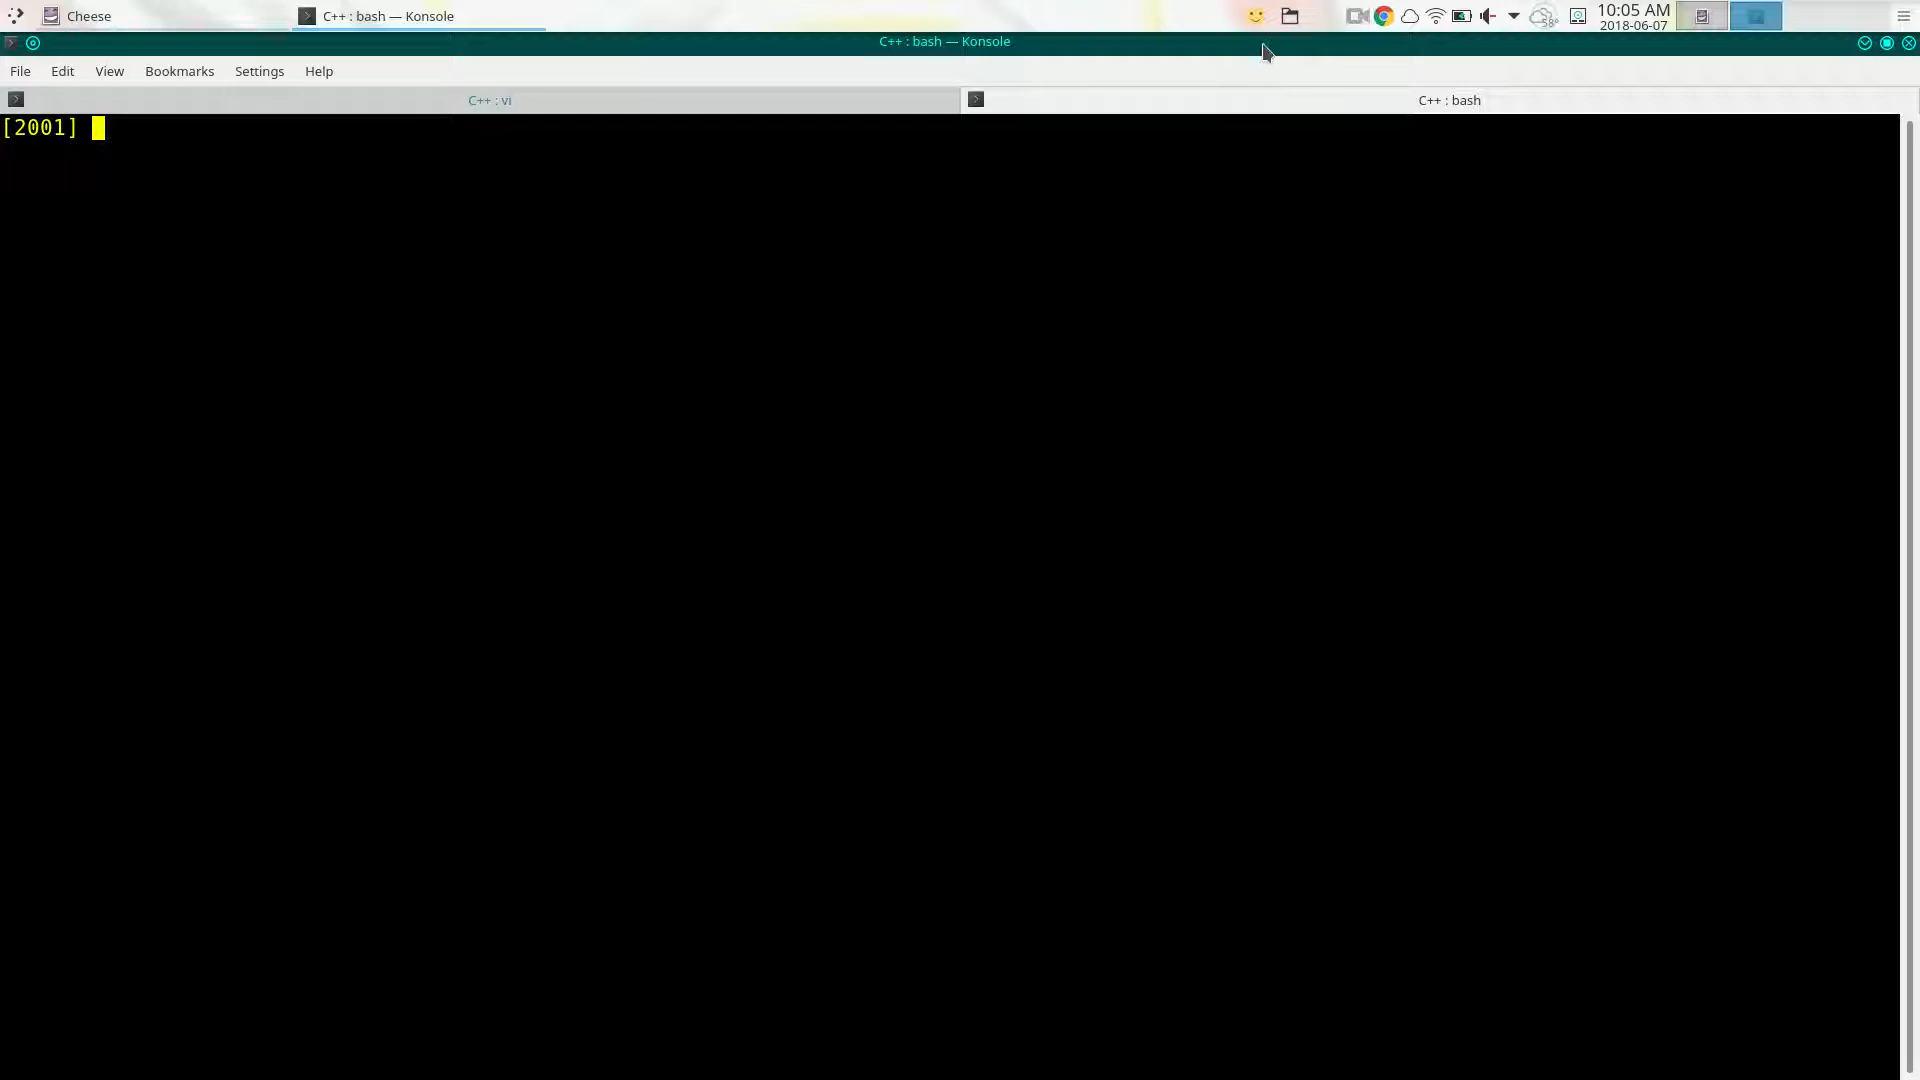 Cheese
C++ : bash — Konsole
58°
10:05 AM
2018-06-07
C++ : bash — Konsole
File Edit View Bookmarks Settings Help
C++ : vi
C++ : bash
[2001]